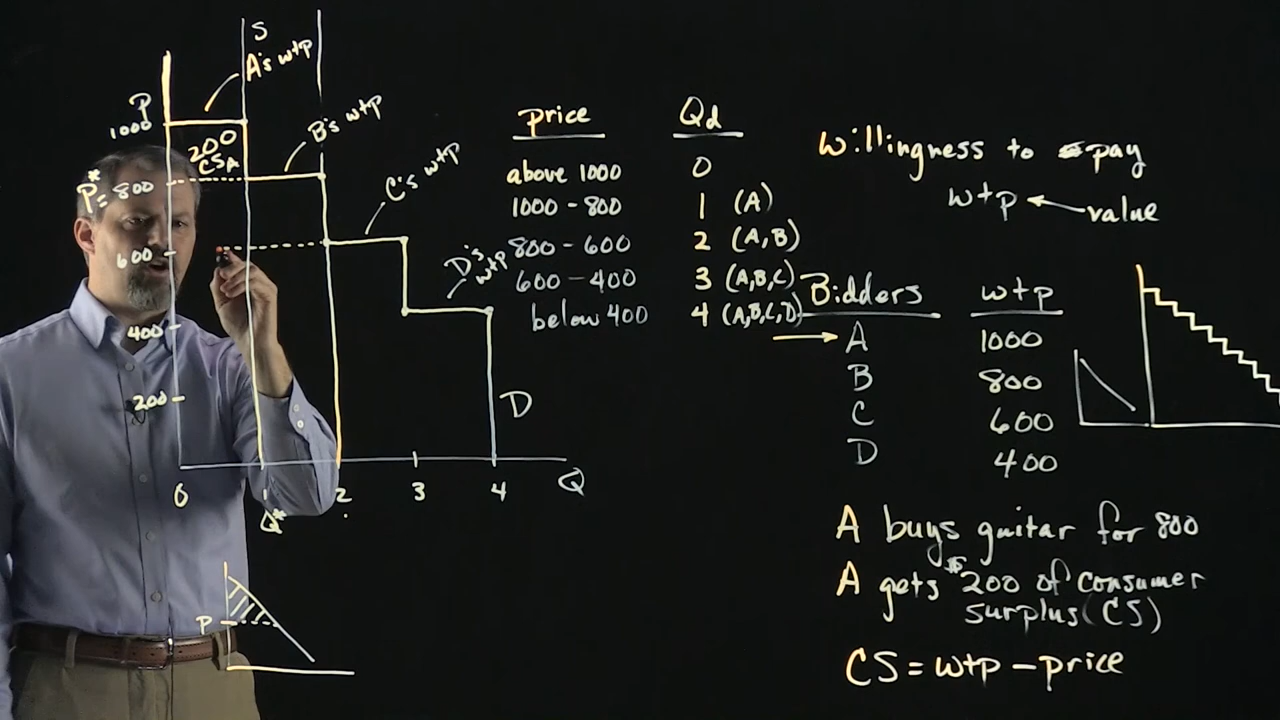 S
A's wtp
P
1000
200
CSA
B's wtp
P* = 800
C's wtp
600
D's wtp
400
200
D
0 1 2 3 4 Q
Q*
P
price Qd
above 1000 0
1000 - 800 1 (A)
800 - 600 2 (A,B)
600 - 400 3 (A,B,C)
below 400 4 (A,B,C,D)
Willingness to pay
wtp ← value
Bidders wtp
→ A 1000
B 800
C 600
D 400
A buys guitar for 800
A gets $200 of consumer
surplus (CS)
CS = wtp - price